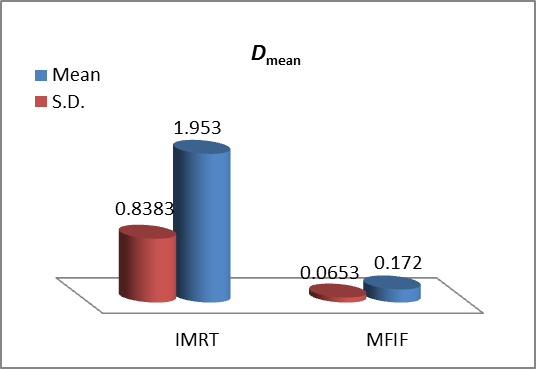 Dmean
Mean
S.D.
1.953
0.8383
0.0653
0.172
IMRT
MFIF